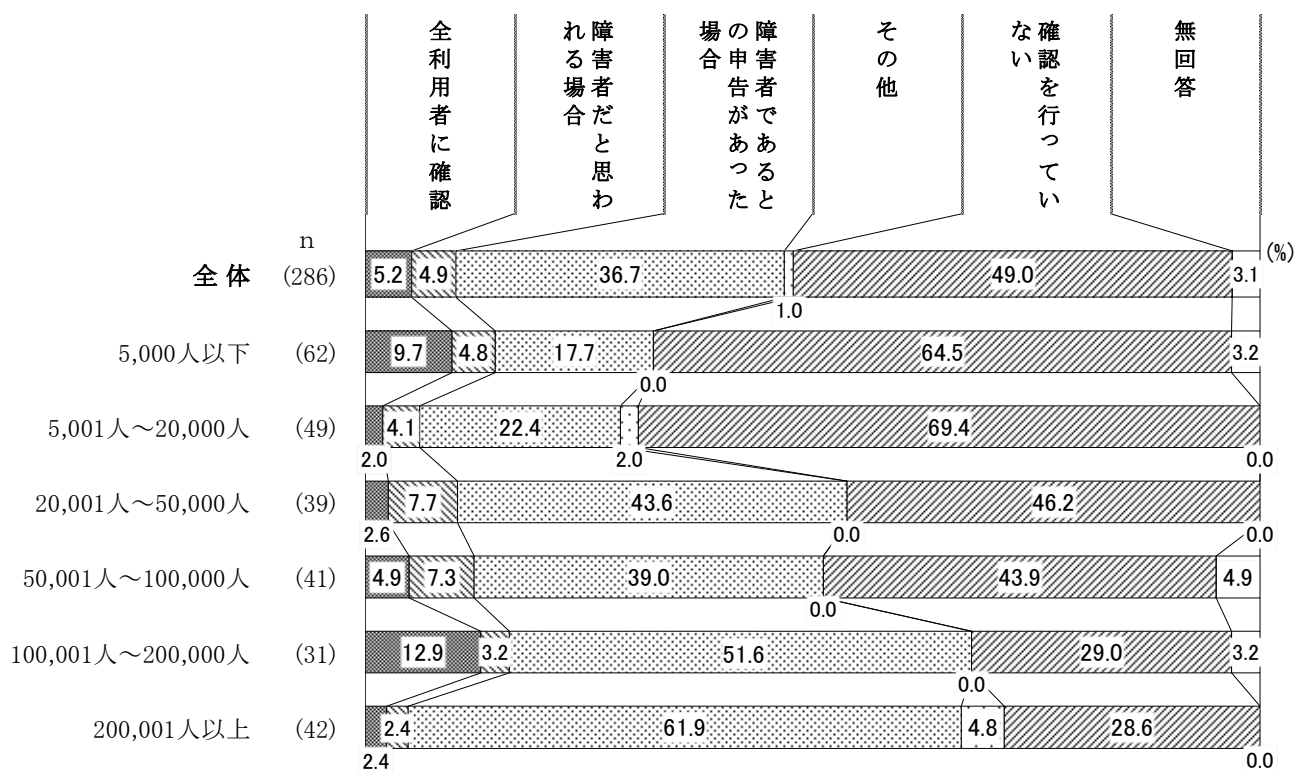 全利用者に確認
障害者だと思わ
れる場合
障害者であると
の申告があった
場合
その他
確認を行ってい
ない
無回答
n
(%)
全体 (286) 5.2 4.9 36.7 49.0 3.1
1.0
5,000人以下 (62) 9.7 4.8 17.7 64.5 3.2
0.0
5,001人～20,000人 (49) 4.1 22.4 69.4
2.0 2.0 0.0
20,001人～50,000人 (39) 7.7 43.6 46.2
2.6 0.0 0.0
50,001人～100,000人 (41) 4.9 7.3 39.0 43.9 4.9
0.0
100,001人～200,000人 (31) 12.9 3.2 51.6 29.0 3.2
0.0
200,001人以上 (42) 2.4 61.9 4.8 28.6
2.4 0.0